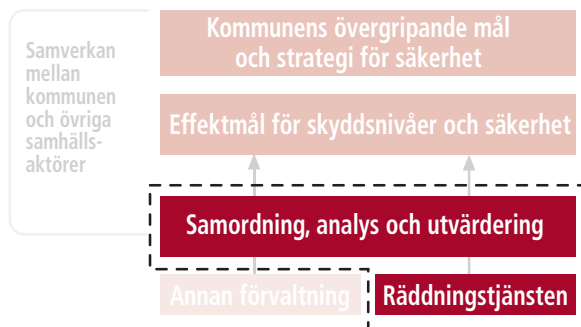 Samverkan
mellan
kommunen
och övriga
samhälls-
aktörer
Kommunens övergripande mål
och strategi för säkerhet
Effektmål för skyddsnivåer och säkerhet
Samordning, analys och utvärdering
Annan förvaltning
Räddningstjänsten